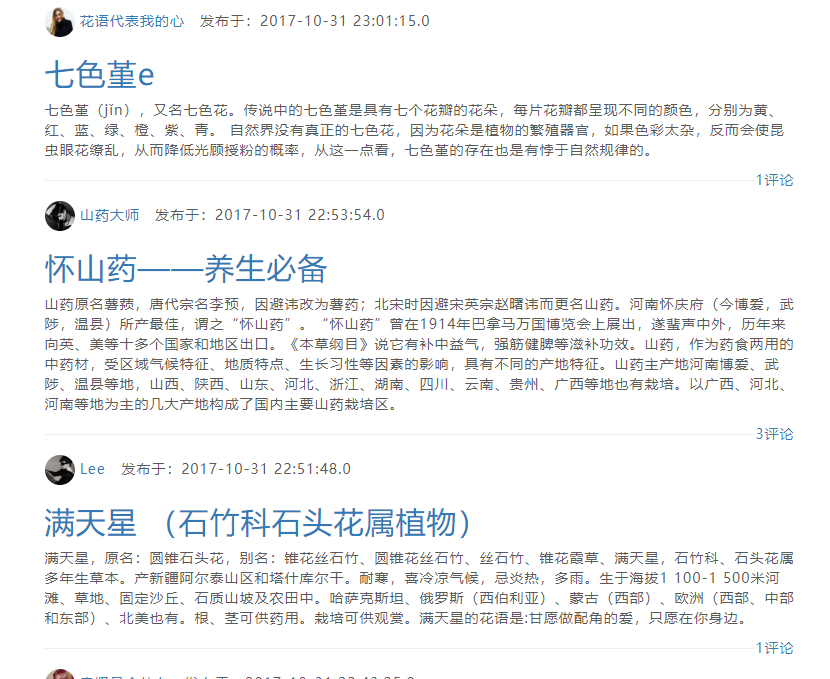 花语代表我的心 发布于：2017-10-31 23:01:15.0
七色堇e
七色堇（jǐn），又名七色花。传说中的七色堇是具有七个花瓣的花朵，每片花瓣都呈现不同的颜色，分别为黄、
红、蓝、绿、橙、紫、青。 自然界没有真正的七色花，因为花朵是植物的繁殖器官，如果色彩太杂，反而会使昆
虫眼花缭乱，从而降低光顾授粉的概率，从这一点看，七色堇的存在也是有悖于自然规律的。
1评论
山药大师 发布于：2017-10-31 22:53:54.0
怀山药——养生必备
山药原名薯蓣，唐代宗名李预，因避讳改为薯药；北宋时因避宋英宗赵曙讳而更名山药。河南怀庆府（今博爱，武
陟，温县）所产最佳，谓之“怀山药”。“怀山药”曾在1914年巴拿马万国博览会上展出，遂蜚声中外，历年来
向英、美等十多个国家和地区出口。《本草纲目》说它有补中益气，强筋健脾等滋补功效。山药，作为药食两用的
中药材，受区域气候特征、地质特点、生长习性等因素的影响，具有不同的产地特征。山药主产地河南博爱、武
陟、温县等地，山西、陕西、山东、河北、浙江、湖南、四川、云南、贵州、广西等地也有栽培。以广西、河北、
河南等地为主的几大产地构成了国内主要山药栽培区。
3评论
Lee 发布于：2017-10-31 22:51:48.0
满天星 （石竹科石头花属植物）
满天星，原名：圆锥石头花，别名：锥花丝石竹、圆锥花丝石竹、丝石竹、锥花霞草、满天星，石竹科、石头花属
多年生草本。产新疆阿尔泰山区和塔什库尔干。耐寒，喜冷凉气候，忌炎热，多雨。生于海拔1 100-1 500米河
滩、草地、固定沙丘、石质山坡及农田中。哈萨克斯坦、俄罗斯（西伯利亚）、蒙古（西部）、欧洲（西部、中部
和东部）、北美也有。根、茎可供药用。栽培可供观赏。满天星的花语是:甘愿做配角的爱，只愿在你身边。
1评论